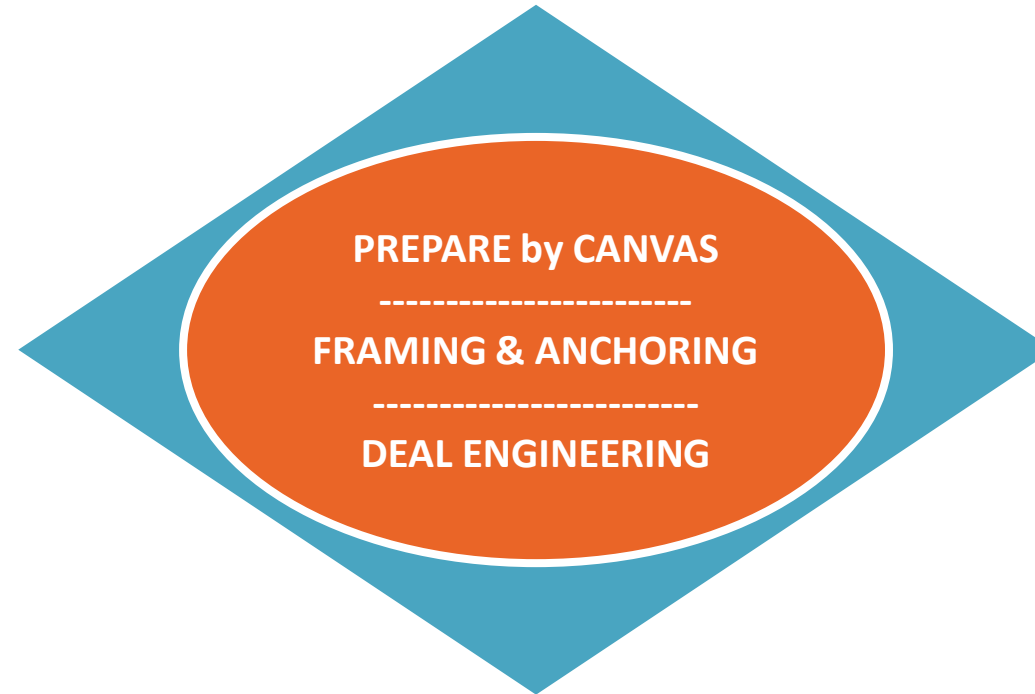 PREPARE by CANVAS
------------------------
FRAMING & ANCHORING
-------------------------
DEAL ENGINEERING